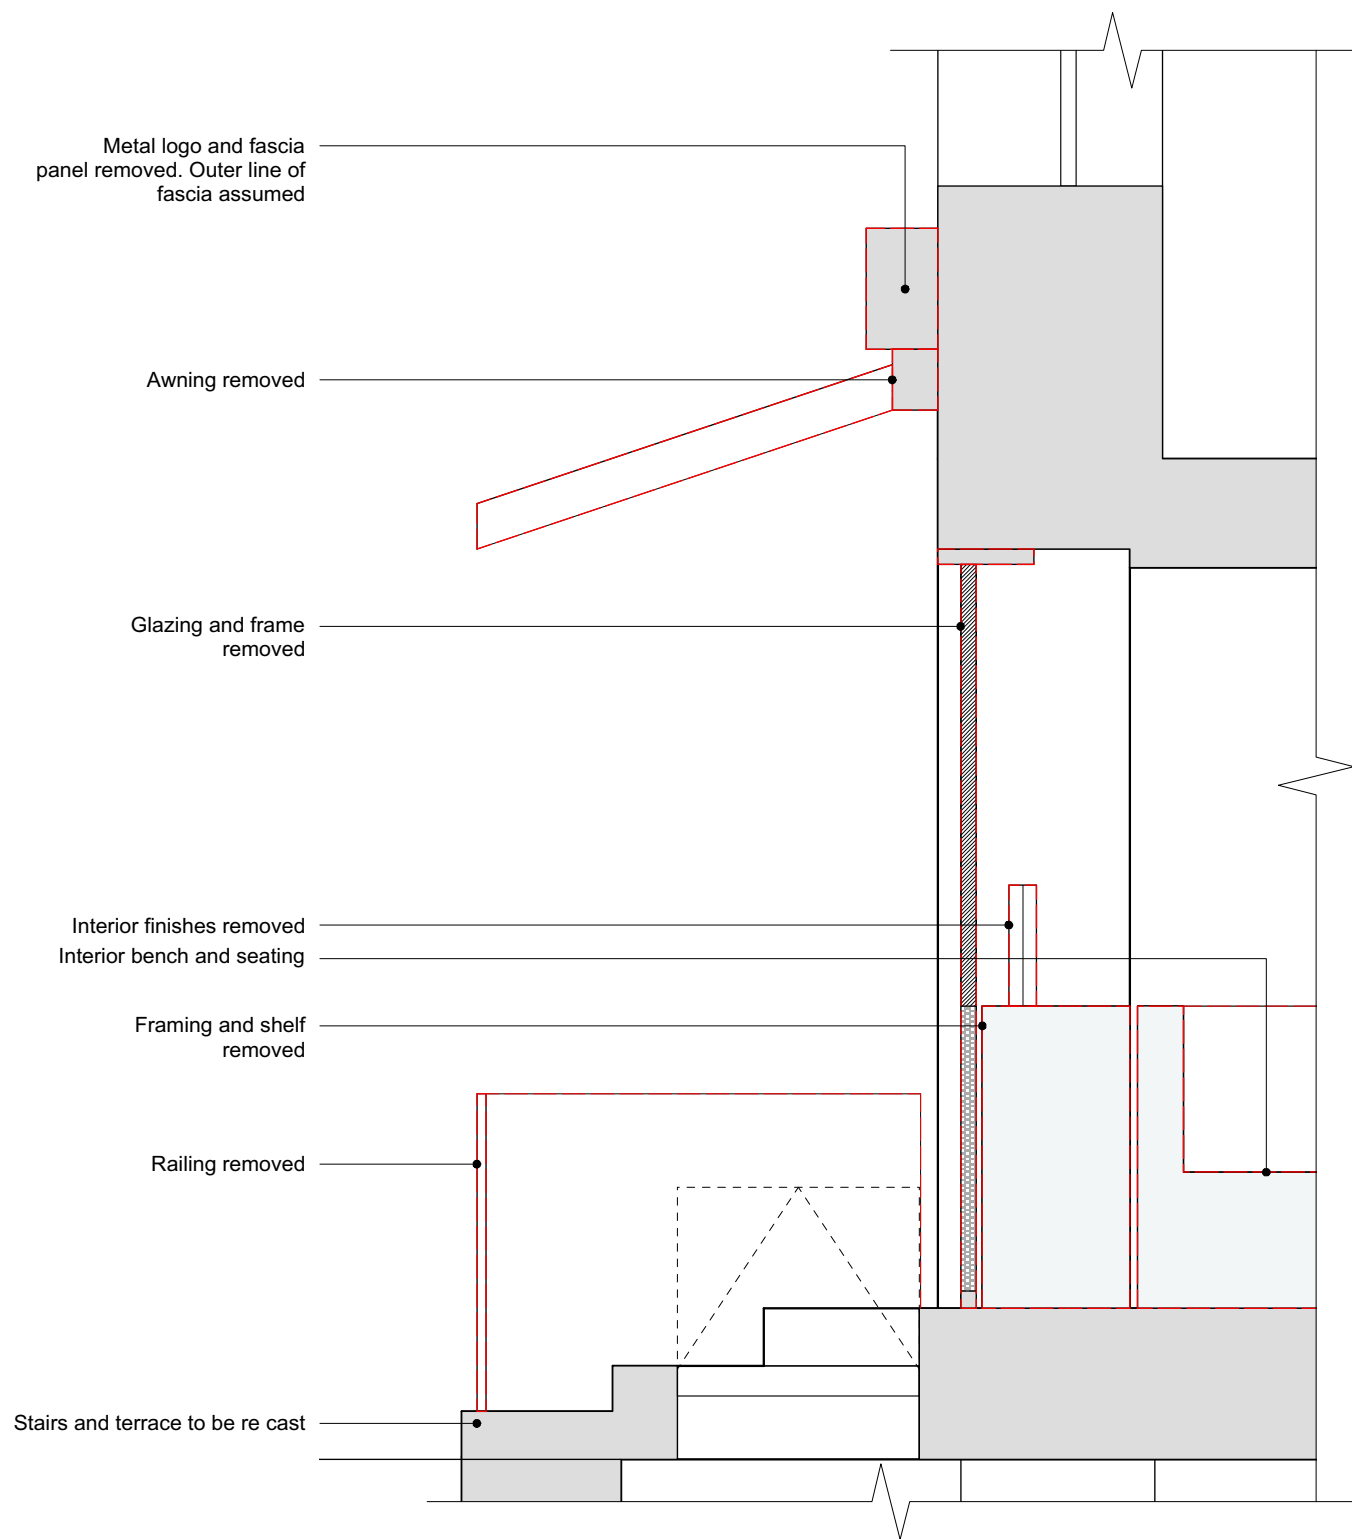 Metal logo and fascia
panel removed. Outer line of
fascia assumed
Awning removed
Glazing and frame
removed
Interior finishes removed
Interior bench and seating
Framing and shelf
removed
Railing removed
Stairs and terrace to be re cast